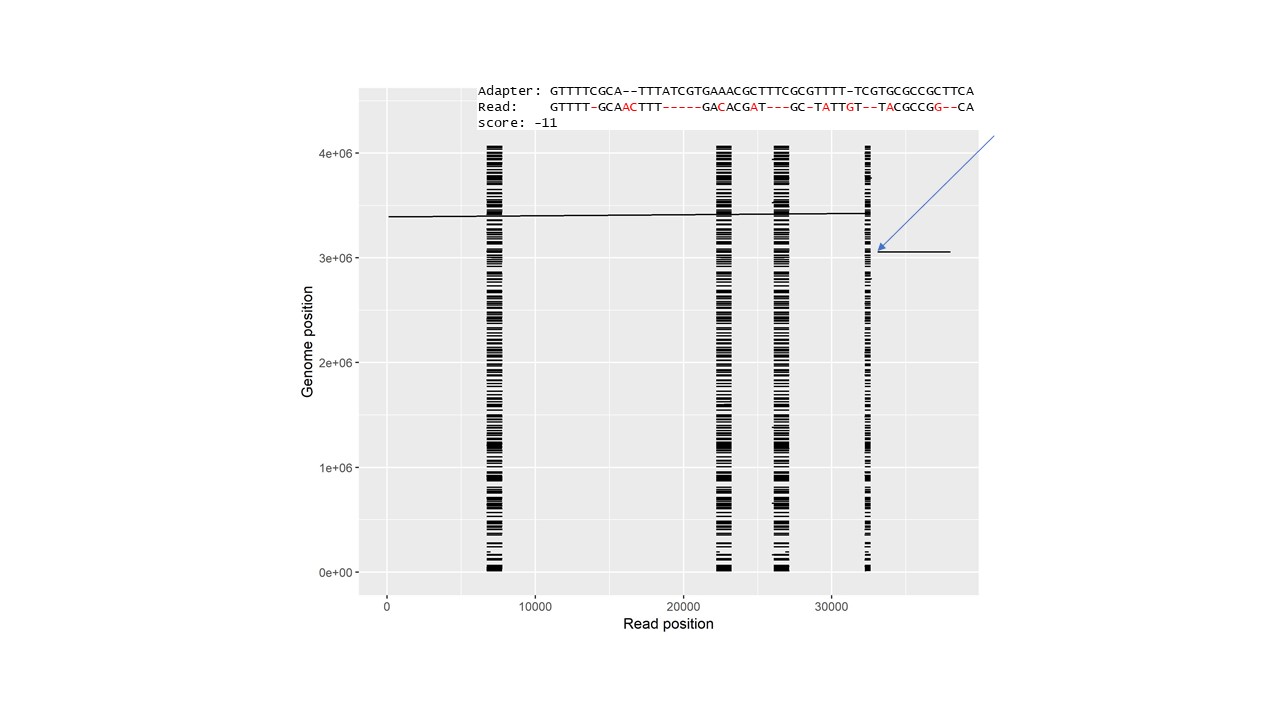 Adapter: GTTTTCGCA--TTTATCGTGAAACGCTTTCGCGTTTT-TCGTGCGCCGCTTCA
Read:    GTTTT-GCAACTTT-----GACACGAT---GC-TATTGT--TACGCCGG--CA
score: -11
4e+06
3e+06
2e+06
1e+06
0e+00
Genome position
0 10000 20000 30000
Read position